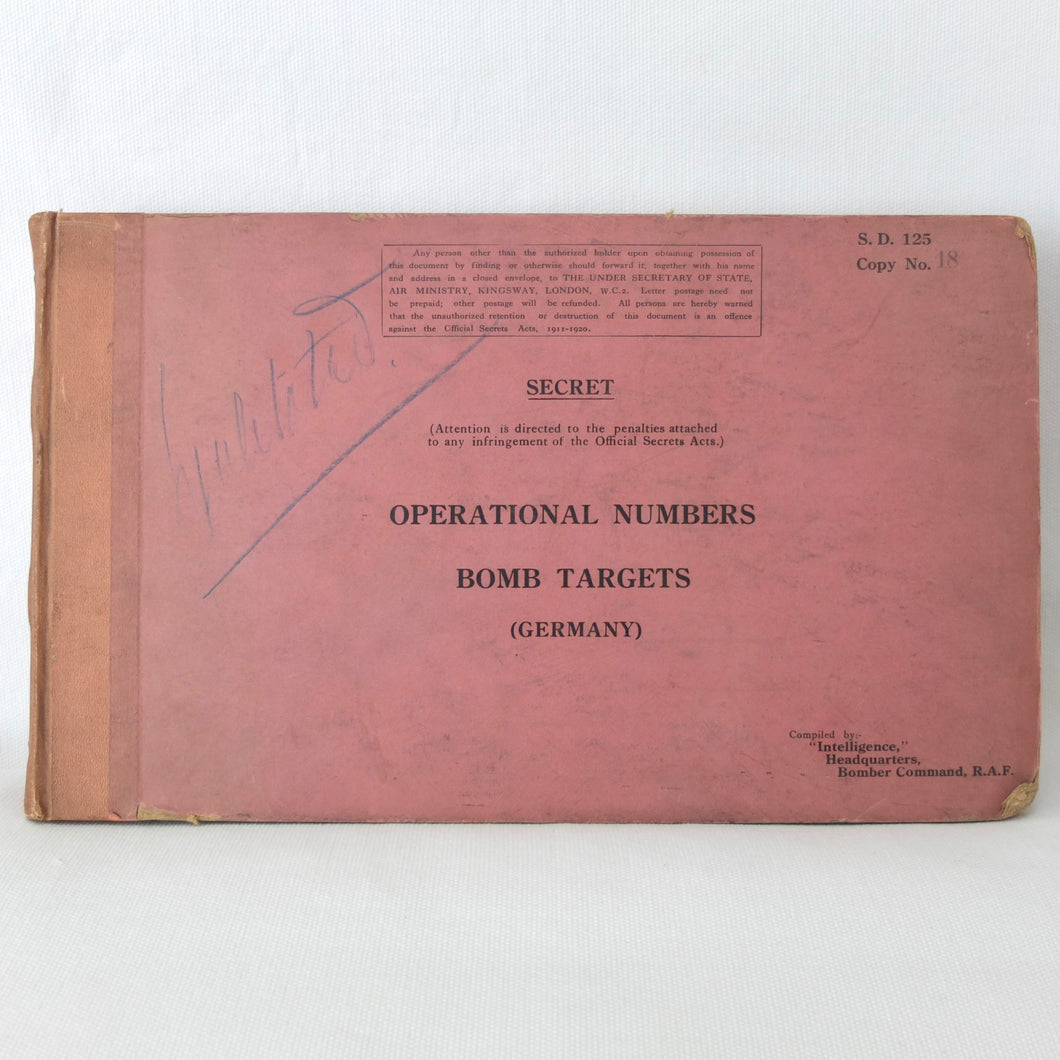 S. D. 125
Copy No. 18
Any person other than the authorized holder upon obtaining possession of
this document by finding or otherwise should forward it, together with his name
and address in a closed envelope, to THE UNDER SECRETARY OF STATE,
AIR MINISTRY, KINGSWAY, LONDON, W.C.2. Letter postage need not
be prepaid; other postage will be refunded. All persons are hereby warned
that the unauthorized retention or destruction of this document is an offence
against the Official Secrets Acts, 1911-1920.
SECRET
(Attention is directed to the penalties attached
to any infringement of the Official Secrets Acts.)
OPERATIONAL NUMBERS
BOMB TARGETS
(GERMANY)
Compiled by:-
"Intelligence,"
Headquarters,
Bomber Command, R.A.F.